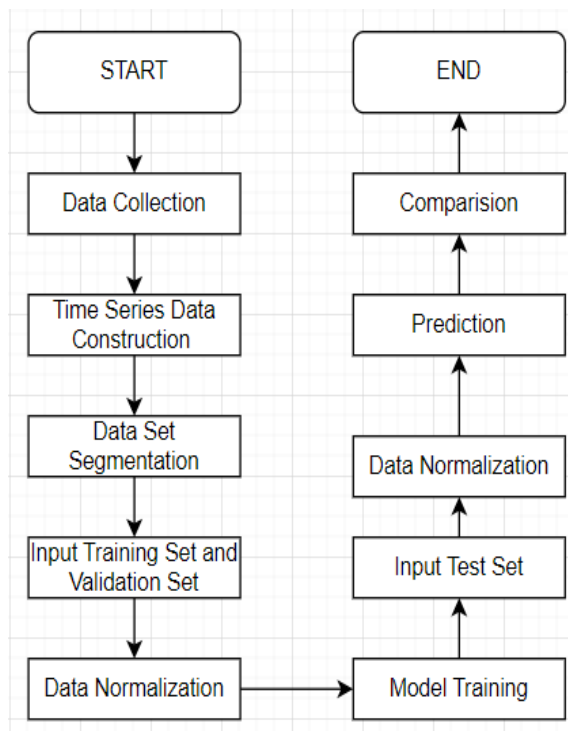 START
Data Collection
Time Series Data
Construction
Data Set
Segmentation
Input Training Set and
Validation Set
Data Normalization
Model Training
Input Test Set
Data Normalization
Prediction
Comparision
END